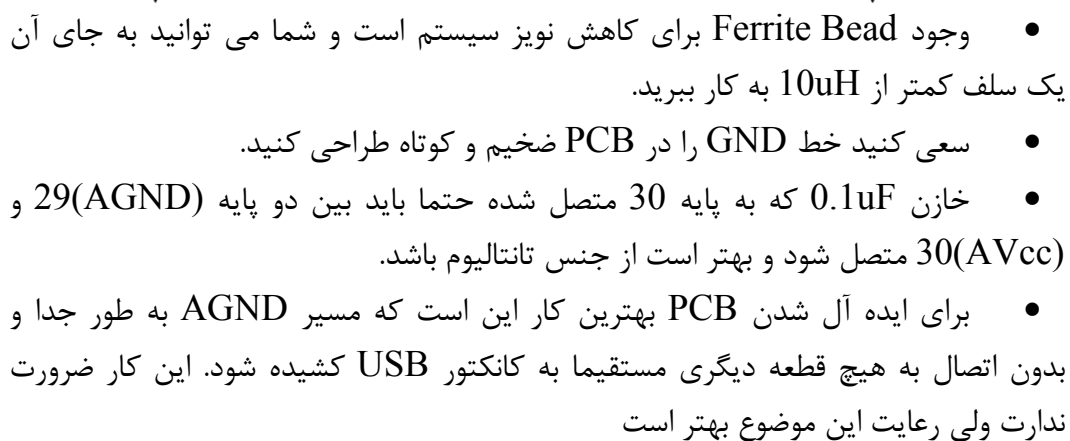 • وجود Ferrite Bead برای کاهش نویز سیستم است و شما می توانید به جای آن
یک سلف کمتر از 10uH به کار ببرید.
• سعی کنید خط GND را در PCB ضخیم و کوتاه طراحی کنید.
• خازن 0.1uF که به پایه 30 متصل شده حتما باید بین دو پایه 29(AGND) و
30(AVcc) متصل شود و بهتر است از جنس تانتالیوم باشد.
• برای ایده آل شدن PCB بهترین کار این است که مسیر AGND به طور جدا و
بدون اتصال به هیچ قطعه دیگری مستقیما به کانکتور USB کشیده شود. این کار ضرورت
ندارت ولی رعایت این موضوع بهتر است